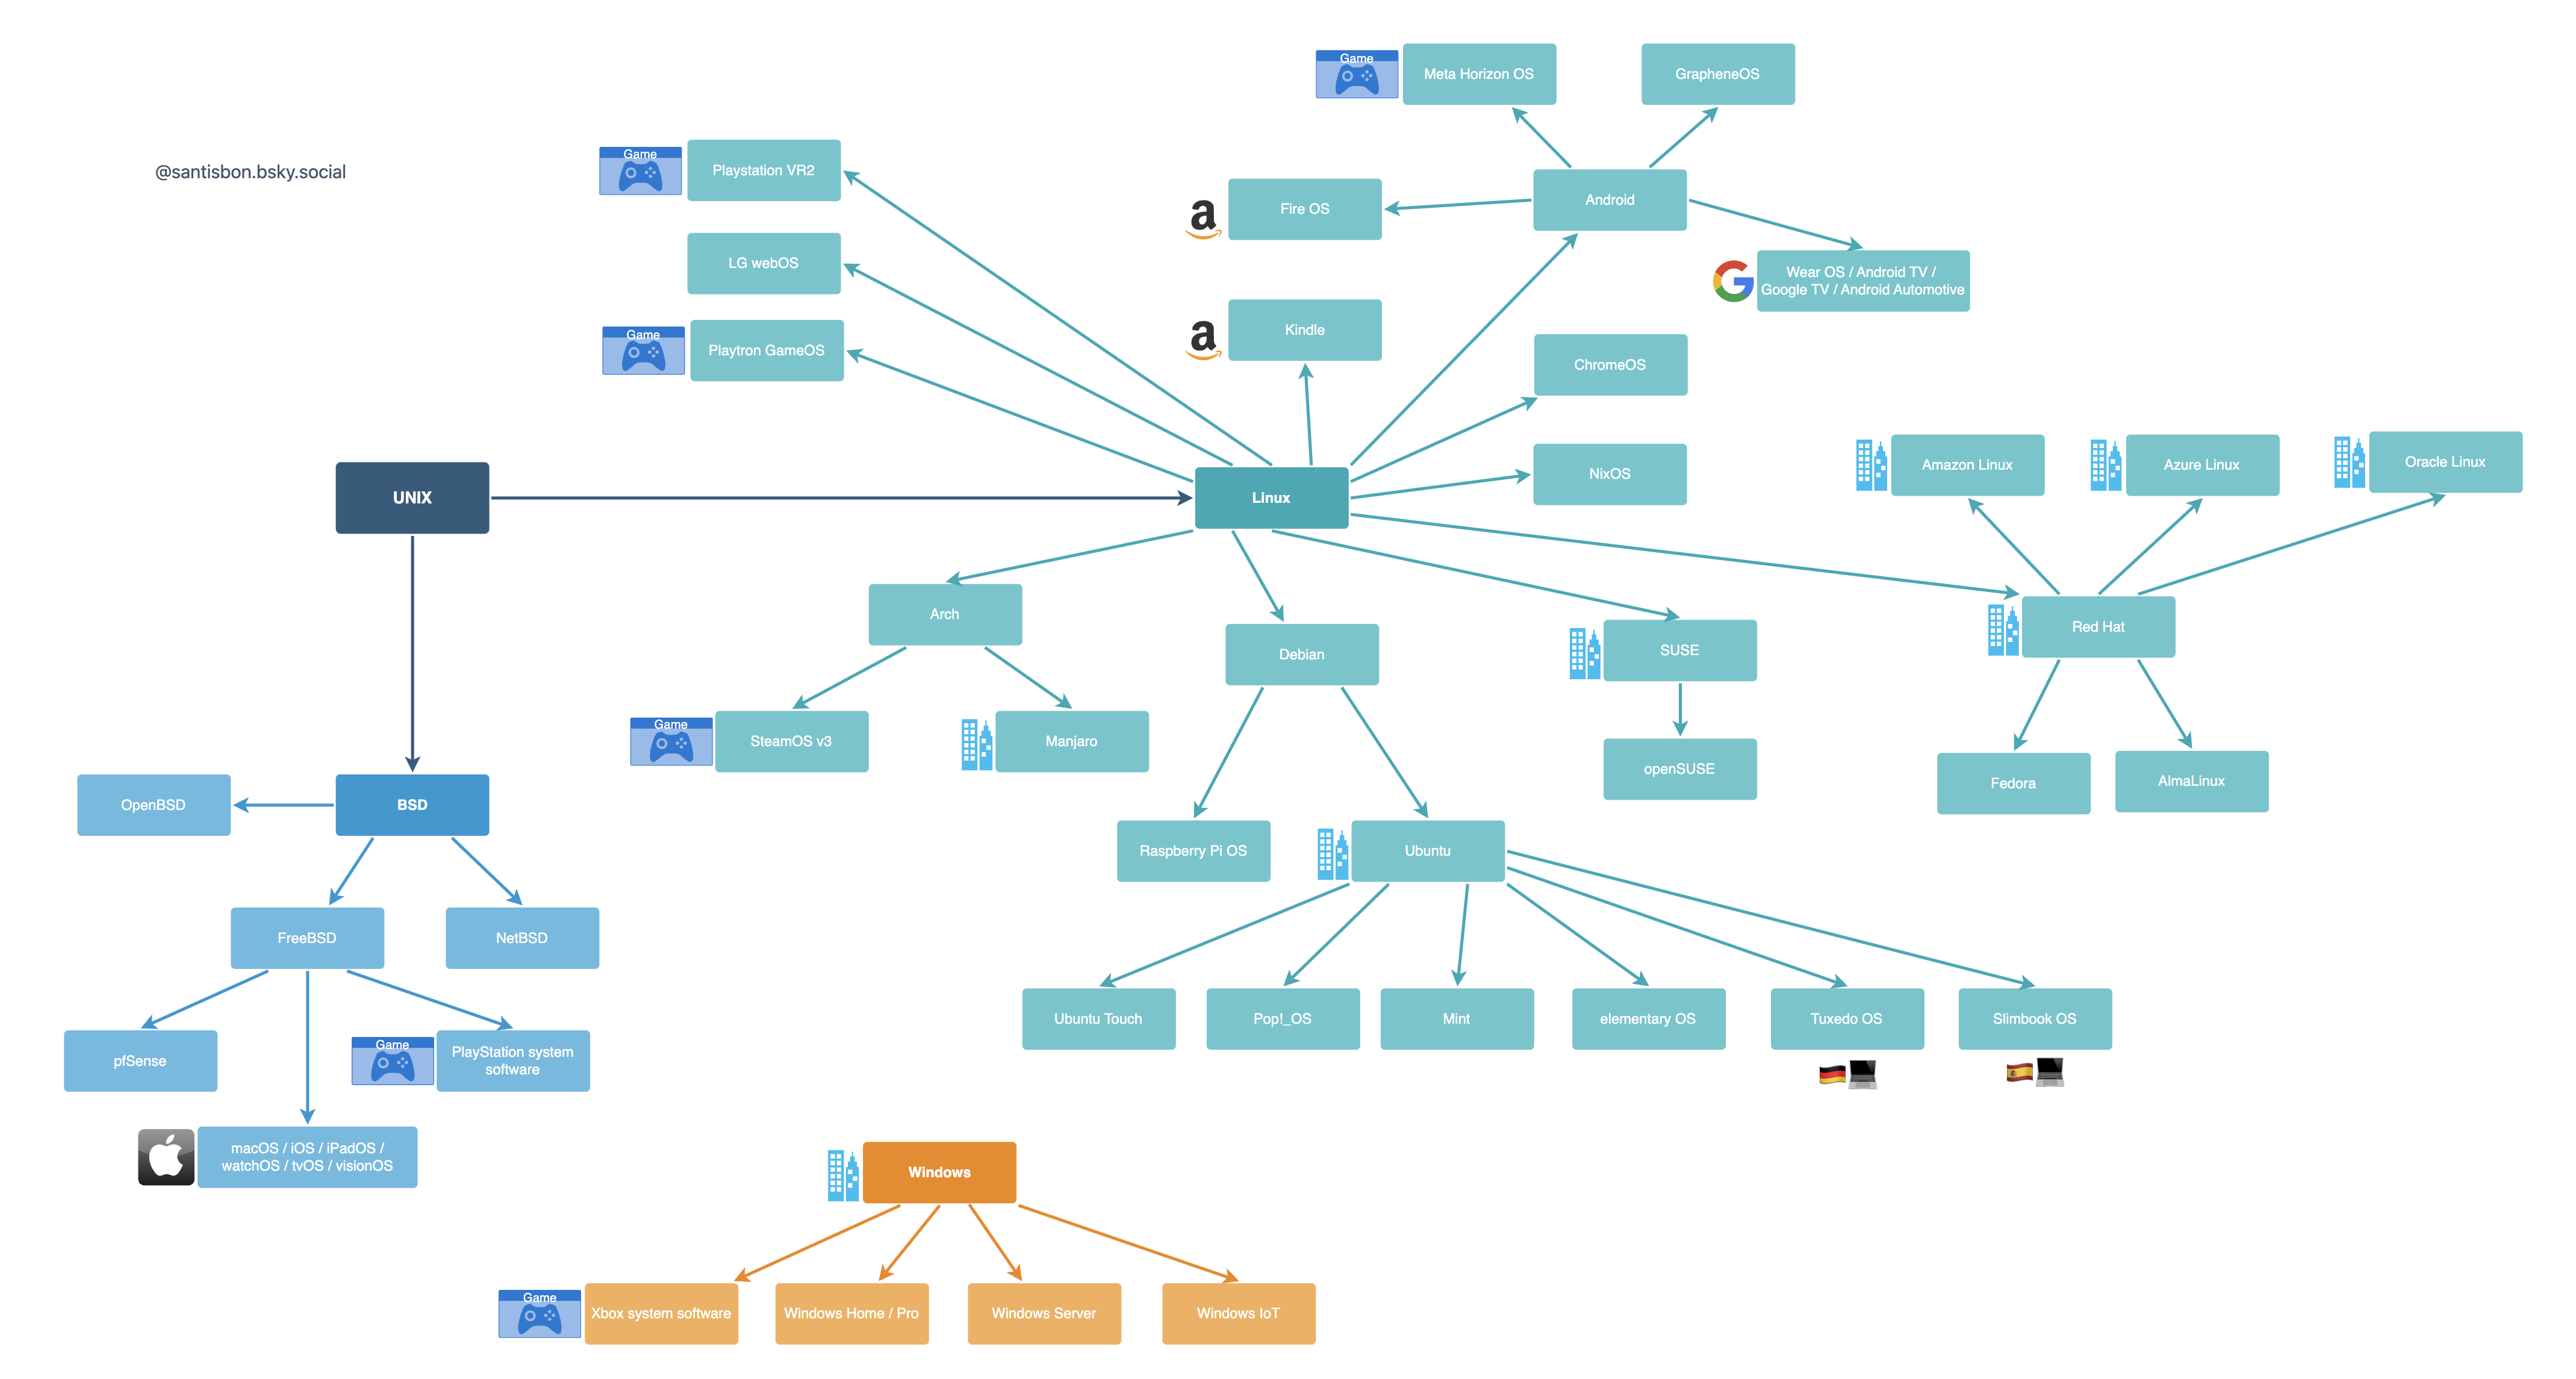 Game
Meta Horizon OS
GrapheneOS
Game
Playstation VR2
@santisbon.bsky.social
Fire OS
Android
LG webOS
Wear OS / Android TV /
Google TV / Android Automotive
Game
Playtron GameOS
Kindle
ChromeOS
Amazon Linux
Azure Linux
Oracle Linux
UNIX
Linux
NixOS
Arch
Debian
SUSE
Red Hat
Game
SteamOS v3
Manjaro
openSUSE
Fedora
AlmaLinux
OpenBSD
BSD
Raspberry Pi OS
Ubuntu
FreeBSD
NetBSD
Ubuntu Touch
Pop!_OS
Mint
elementary OS
Tuxedo OS
Slimbook OS
pfSense
Game
PlayStation system
software
macOS / iOS / iPadOS /
watchOS / tvOS / visionOS
Windows
Game
Xbox system software
Windows Home / Pro
Windows Server
Windows IoT